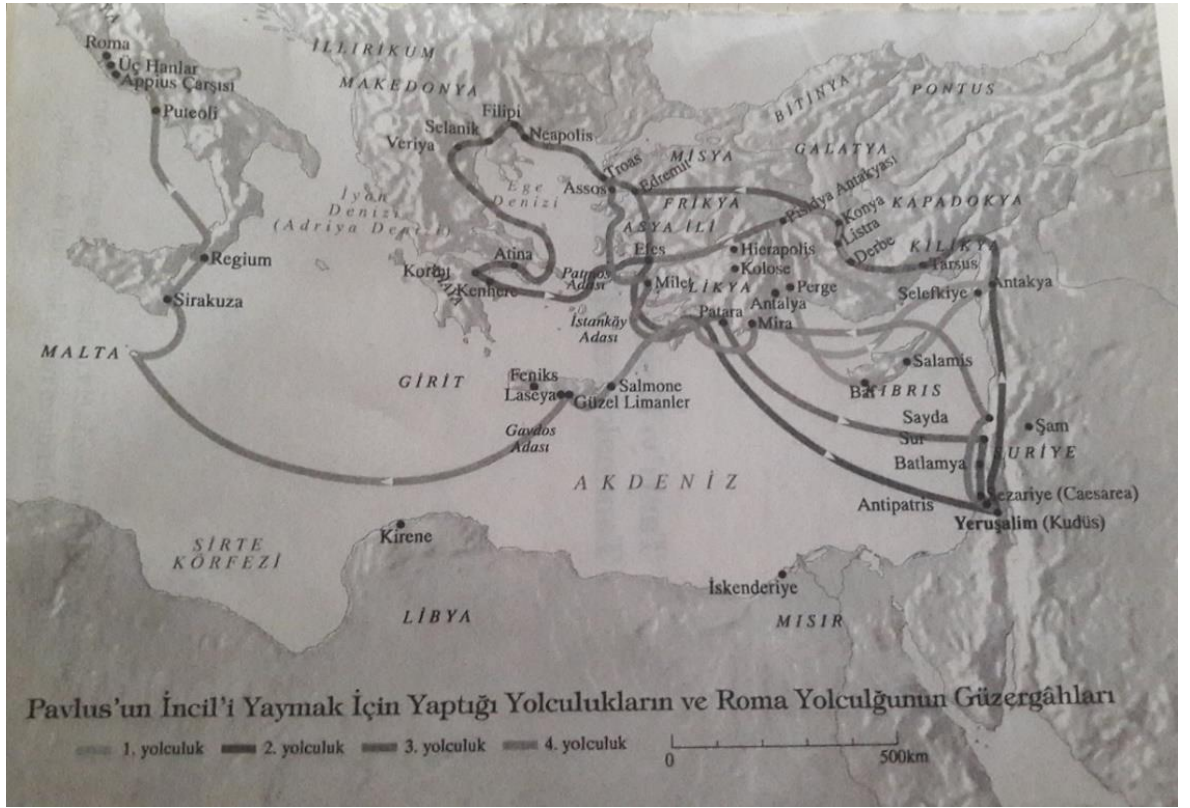 Roma
Üç Hanlar
Appius Çarşısı
Puteoli
İLLİRİKUM
MAKEDONYA
BİTİNYA
PONTUS
Filipi
Selanik
Neapolis
Veriya
Troas
MİSYA
GALATYA
Assos
Edremit
Pisidya Antakyası
Ege
Denizi
FRİKYA
Konya
KAPADOKYA
İyon
Denizi
(Adriya Denizi)
ASYA İLİ
Listra
Derbe
KİLİKYA
Tarsus
Regium
Atina
Efes
Hierapolis
Korint
Kenhere
Patmos
Adası
Milet
Kolose
LİKYA
Perge
Antalya
Selefkiye
Antakya
Sirakuza
İstanköy
Adası
Patara
Mira
MALTA
GİRİT
Feniks
Salmone
Laseya
Güzel Limanler
Salamis
Baf
KIBRIS
Gavdos
Adası
Sayda
Şam
Sur
SURİYE
Batlamya
AKDENİZ
Antipatris
Sezariye (Caesarea)
Yeruşalim (Kudüs)
Kirene
SİRTE
KÖRFEZİ
İskenderiye
LİBYA
MISIR
Pavlus'un İncil'i Yaymak İçin Yaptığı Yolculukların ve Roma Yolculğunun Güzergâhları
1. yolculuk 2. yolculuk 3. yolculuk 4. yolculuk
0 500km